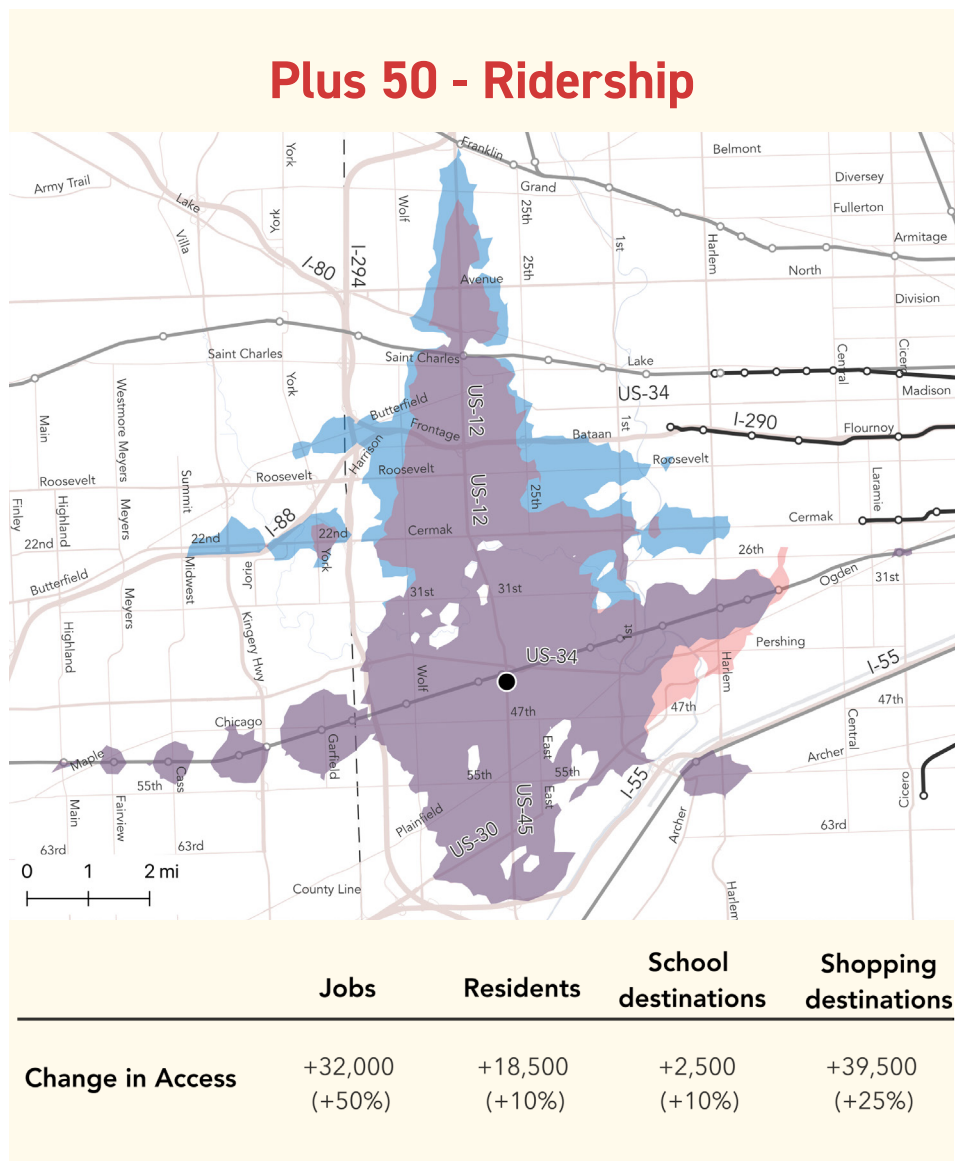 Plus 50 - Ridership
Franklin
Belmont
York
Army Trail
Grand
Diversey
Lake
Wolf
25th
Fullerton
York
Villa
1st
Harlem
Armitage
I-80
I-294
25th
North
Avenue
Division
Saint Charles
Saint Charles
Lake
Central
Cicero
US-34
Madison
York
Westmore Meyers
Main
Butterfield
US-12
Frontage
1st
I-290
Flournoy
Bataan
Harrison
Roosevelt
Roosevelt
Roosevelt
Roosevelt
Summit
Laramie
Finley
Highland
Meyers
US-12
25th
I-88
Cermak
Cermak
22nd
22nd
22nd
York
26th
Butterfield
Midwest
Jorie
Ogden
31st
31st
31st
Meyers
Highland
Kingery Hwy
1st
Pershing
US-34
Harlem
I-55
Wolf
47th
47th
47th
Chicago
Central
Garfield
East
Archer
Maple
Cass
55th
55th
55th
I-55
East
Cicero
US-45
Main
Fairview
Plainfield
Archer
63rd
US-30
63rd
63rd
0 1 2 mi
County Line
Harlem
Jobs
Residents
School
destinations
Shopping
destinations
Change in Access
+32,000
(+50%)
+18,500
(+10%)
+2,500
(+10%)
+39,500
(+25%)